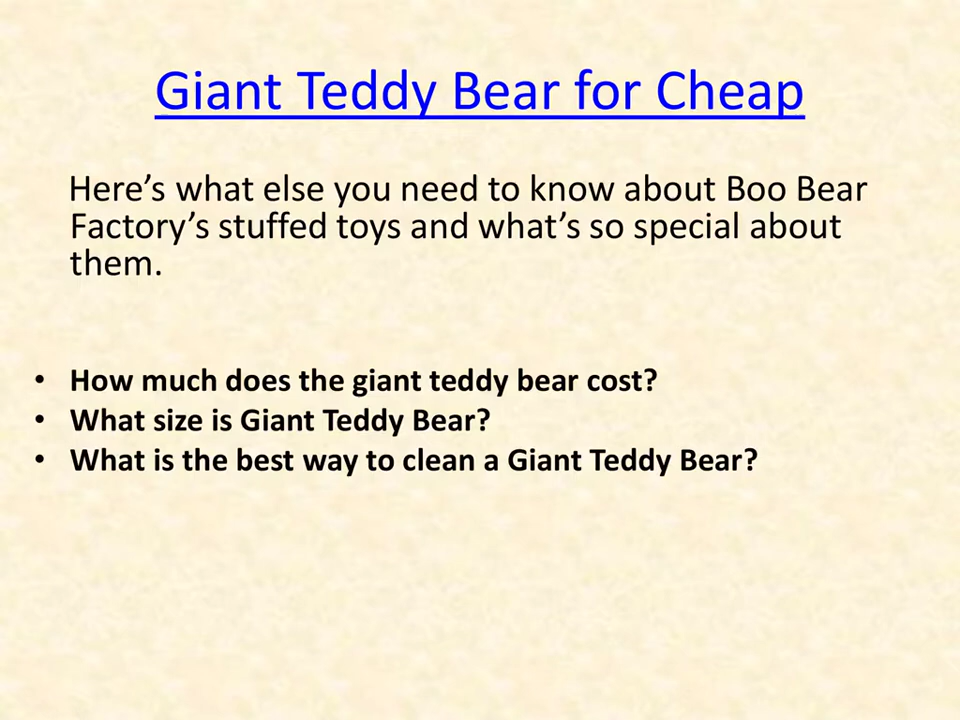 Giant Teddy Bear for Cheap
Here’s what else you need to know about Boo Bear
Factory’s stuffed toys and what’s so special about
them.
• How much does the giant teddy bear cost?
• What size is Giant Teddy Bear?
• What is the best way to clean a Giant Teddy Bear?